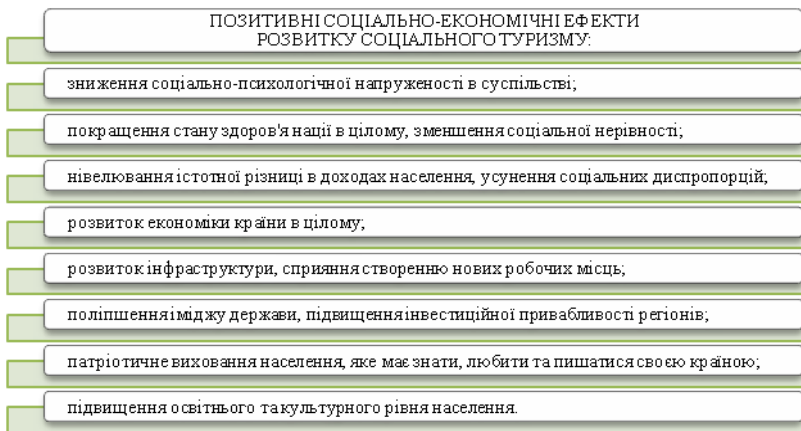 ПОЗИТИВНІ СОЦІАЛЬНО-ЕКОНОМІЧНІ ЕФЕКТИ
РОЗВИТКУ СОЦІАЛЬНОГО ТУРИЗМУ:
зниження соціально-психологічної напруженості в суспільстві;
покращення стану здоров'я нації в цілому, зменшення соціальної нерівності;
нівелювання істотної різниці в доходах населення, усунення соціальних диспропорцій;
розвиток економіки країни в цілому;
розвиток інфраструктури, сприяння створенню нових робочих місць;
поліпшення іміджу держави, підвищення інвестиційної привабливості регіонів;
патріотичне виховання населення, яке має знати, любити та пишатися своєю країною;
підвищення освітнього та культурного рівня населення.